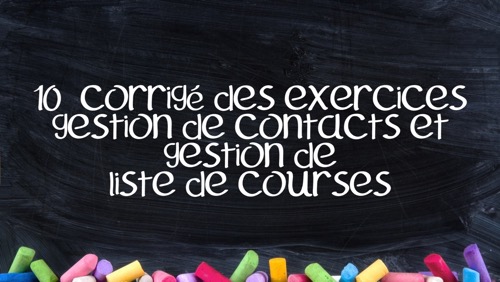 10 corrigé des exercices
gestion de contacts et
gestion de
liste de courses